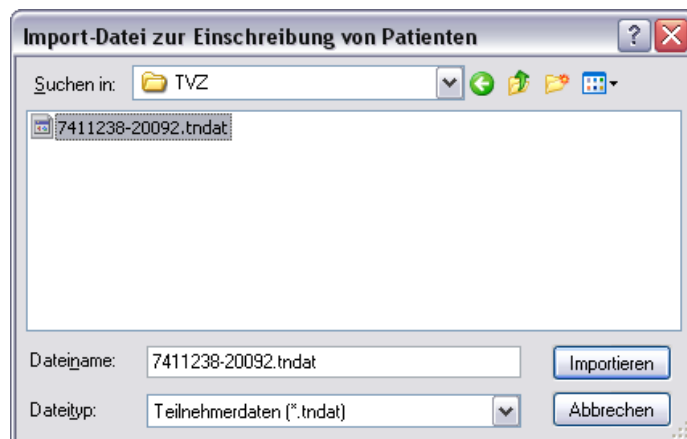 Import-Datei zur Einschreibung von Patienten
Suchen in: TVZ
7411238-20092.tndat
Dateiname: 7411238-20092.tndat Importieren
Dateityp: Teilnehmerdaten (*.tndat) Abbrechen